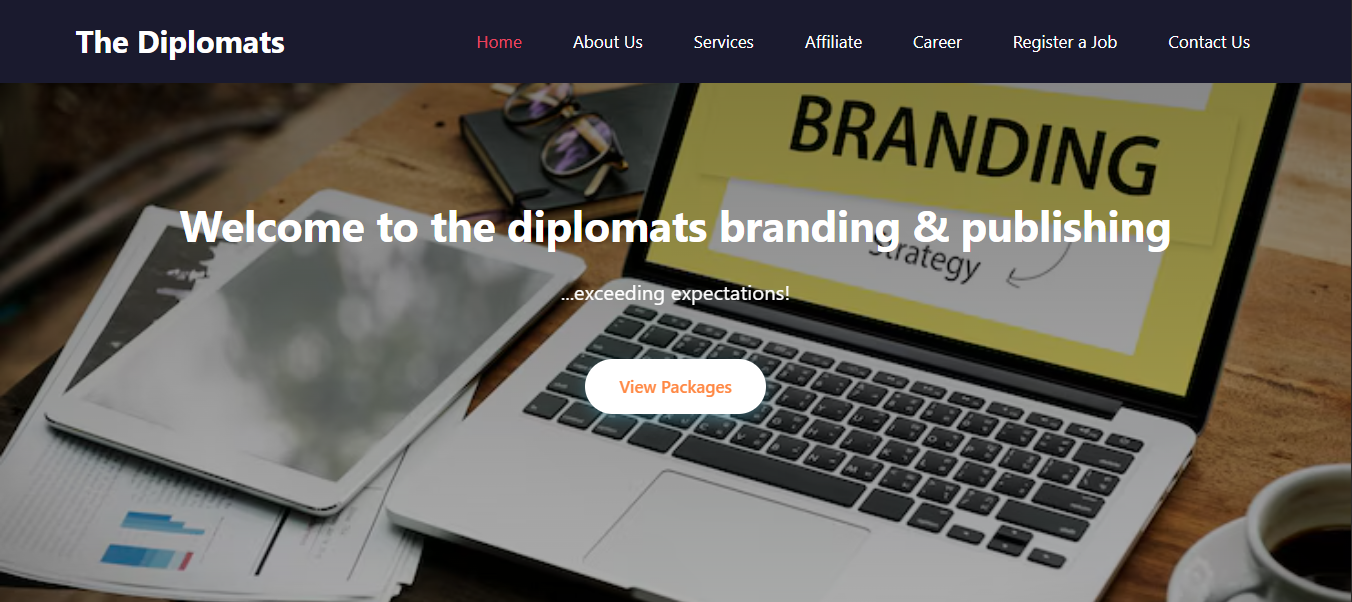 The Diplomats
Home About Us Services Affiliate Career Register a Job Contact Us
BRANDING
Welcome to the diplomats branding & publishing
Strategy
...exceeding expectations!
View Packages